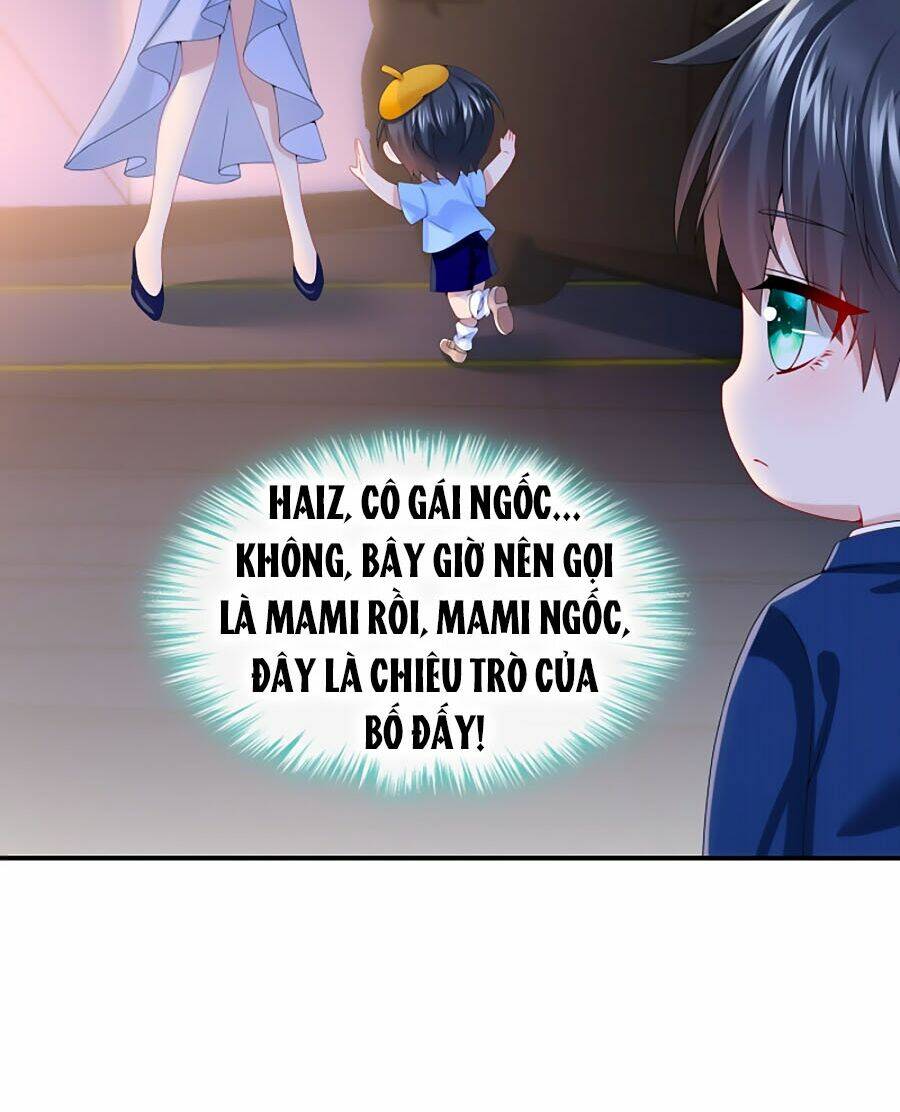 HAIZ, CÔ GÁI NGỐC...
KHÔNG, BÂY GIỜ NÊN GỌI
LÀ MAMI RỒI, MAMI NGỐC,
ĐÂY LÀ CHIÊU TRÒ CỦA
BỐ ĐẤY!